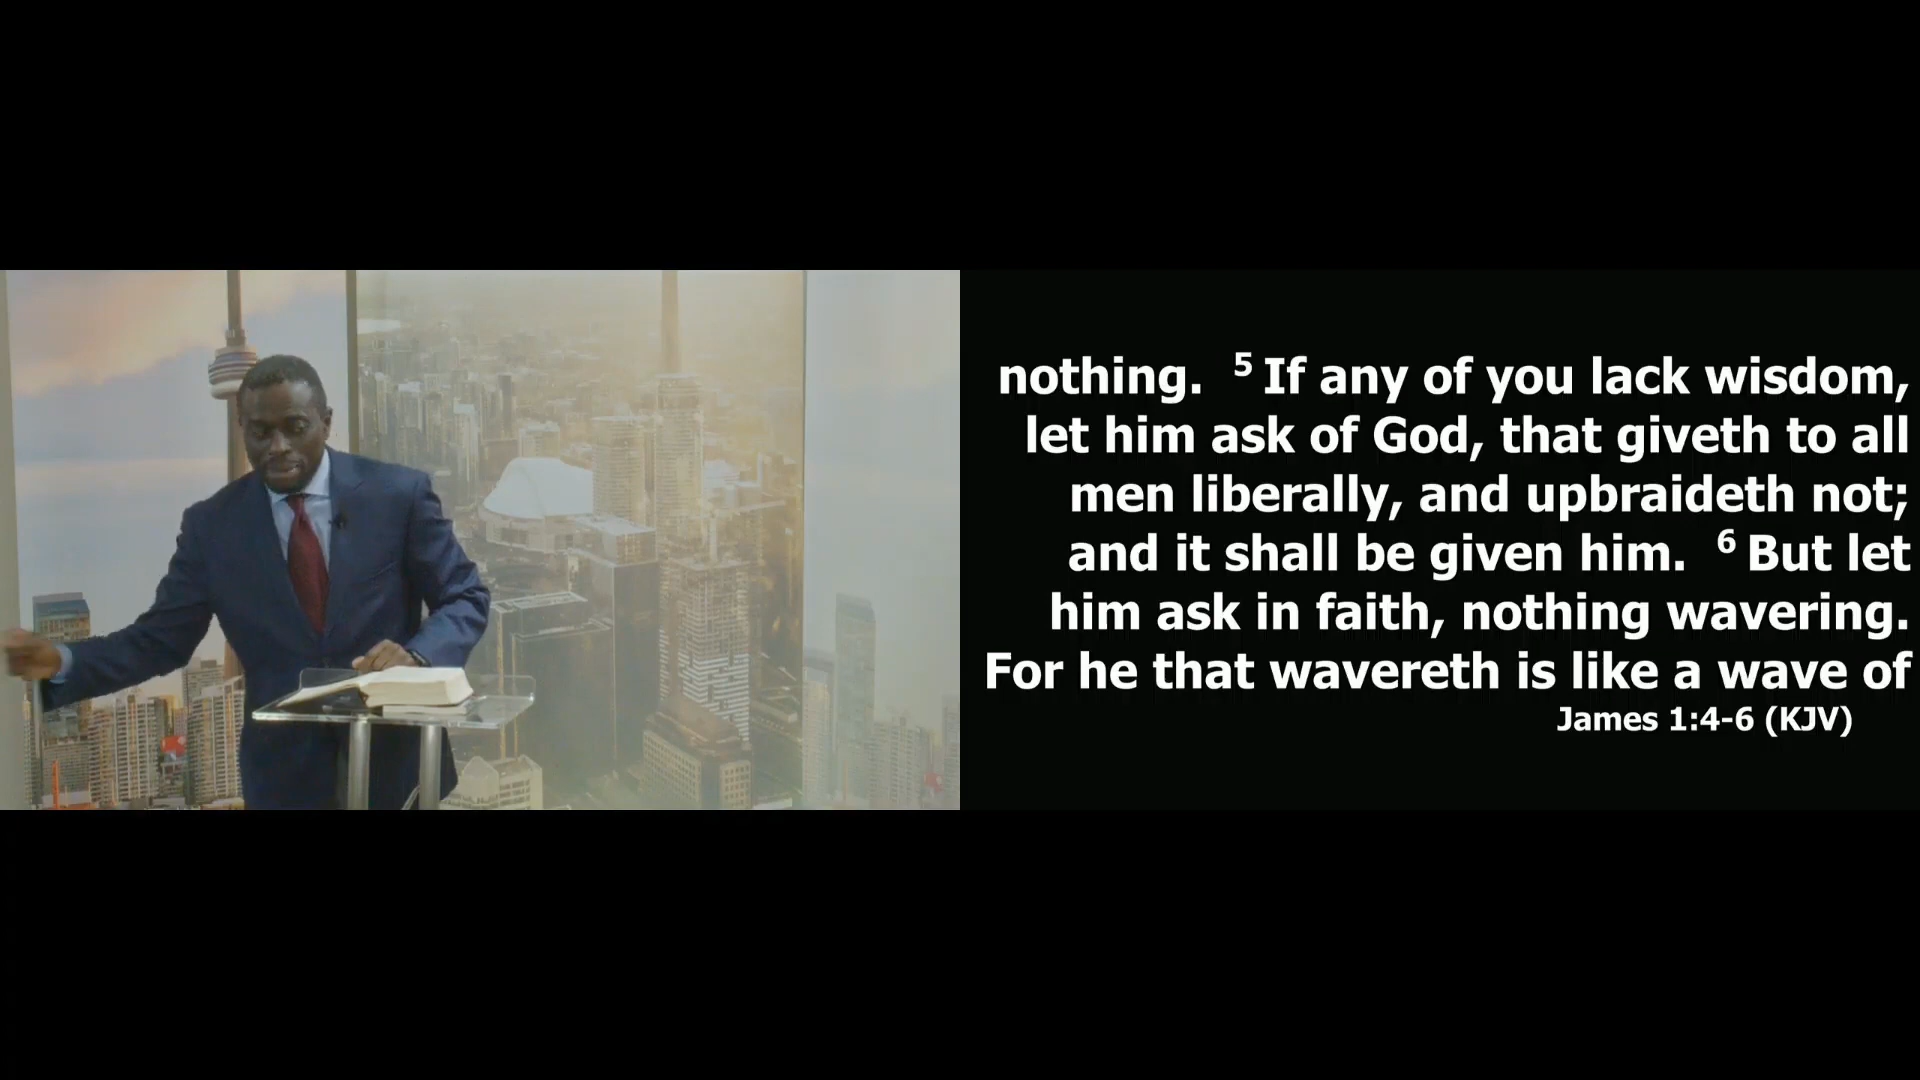 nothing. 5 If any of you lack wisdom,
let him ask of God, that giveth to all
men liberally, and upbraideth not;
and it shall be given him. 6 But let
him ask in faith, nothing wavering.
For he that wavereth is like a wave of
James 1:4-6 (KJV)